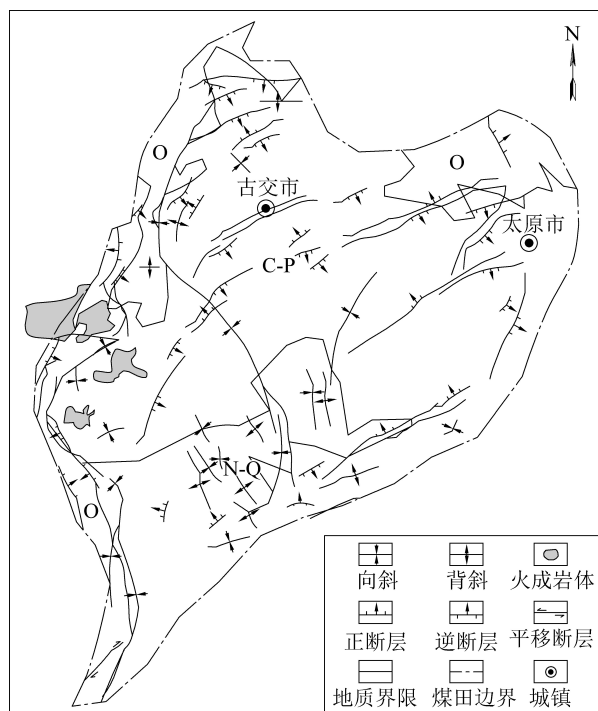 N
O
O
古交市
太原市
C-P
N-Q
O
向斜 背斜 火成岩体
正断层 逆断层 平移断层
地质界限 煤田边界 城镇